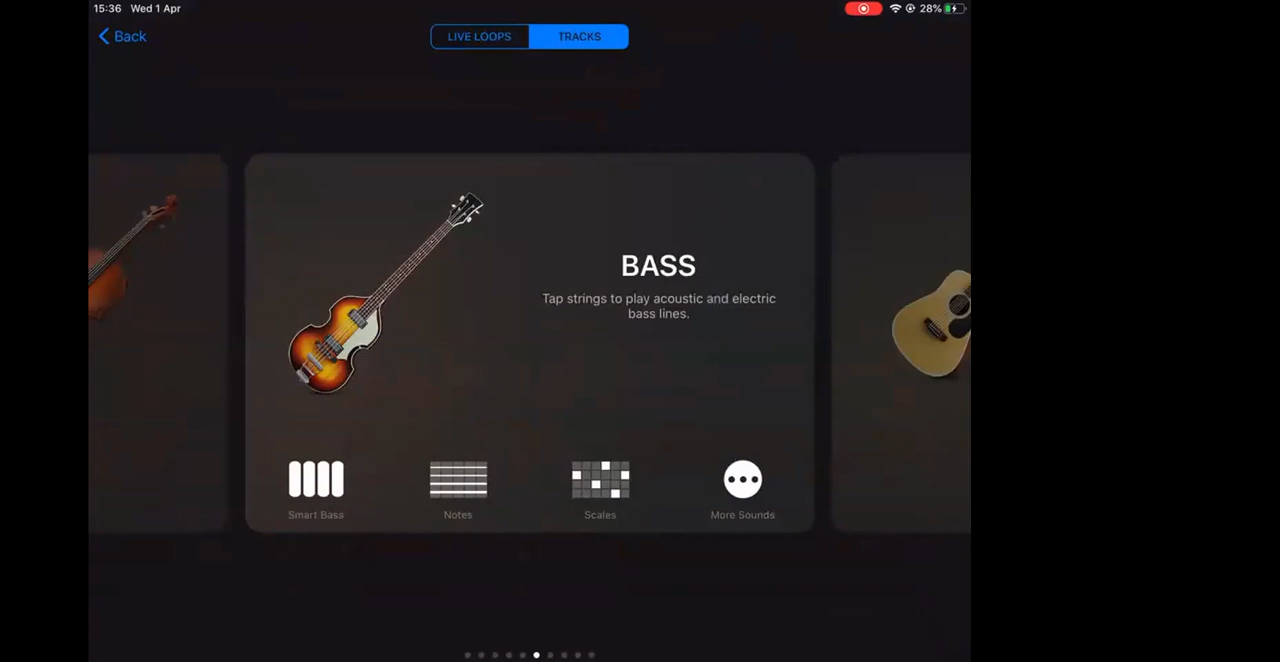 15:36 Wed 1 Apr 28%
Back LIVE LOOPS TRACKS
BASS
Tap strings to play acoustic and electric
bass lines.
Smart Bass Notes Scales More Sounds